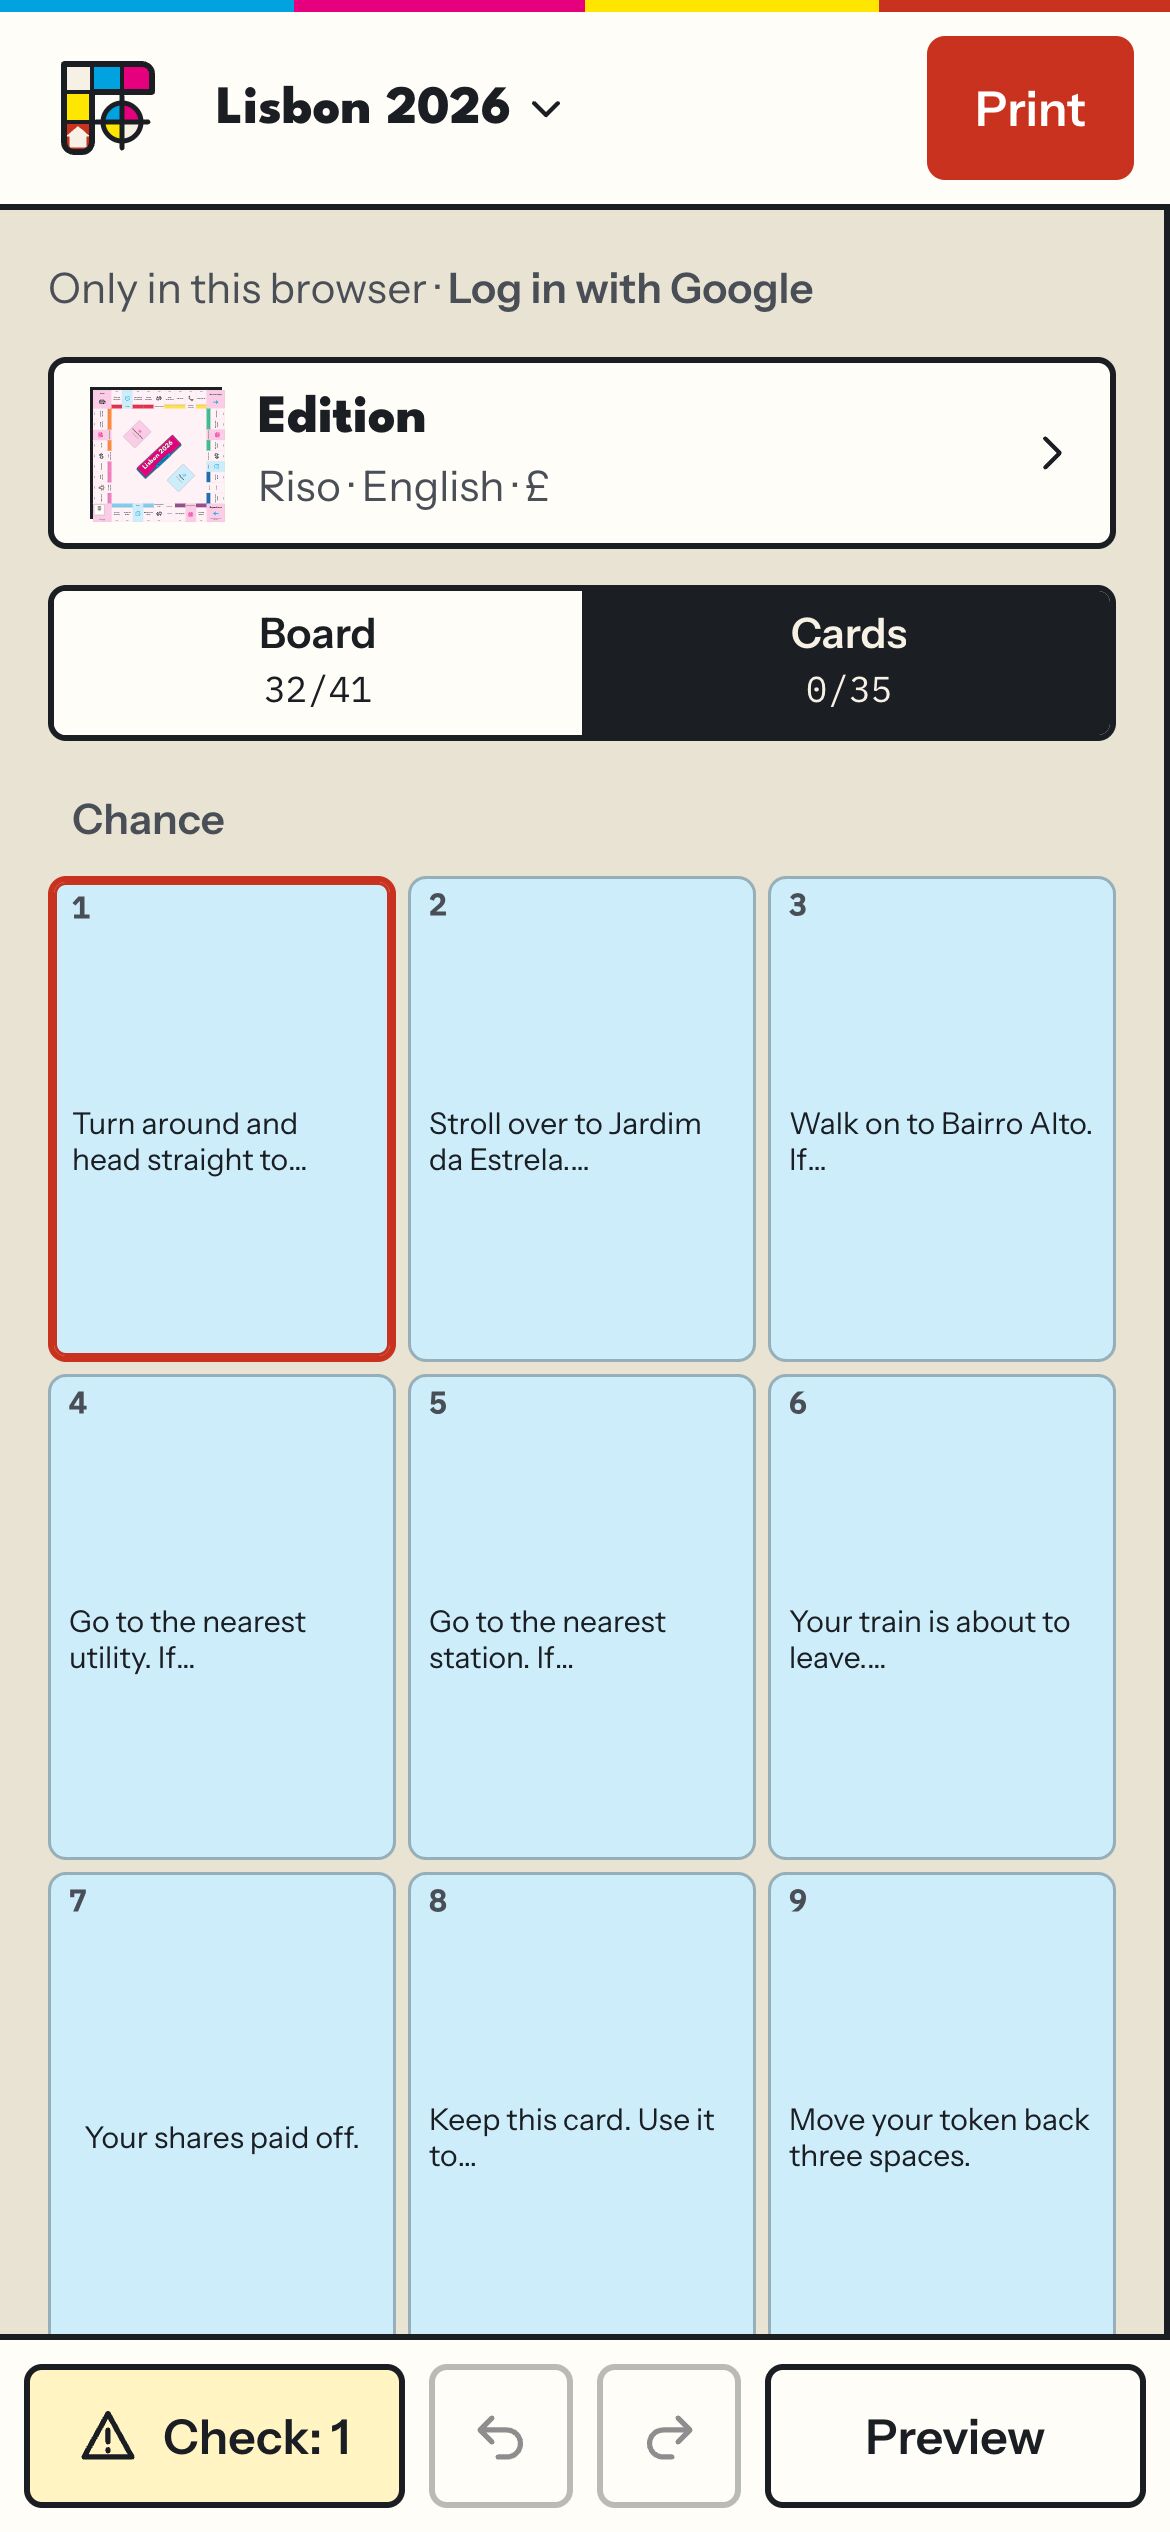 Lisbon 2026
Print
Only in this browser · Log in with Google
Lisbon 2026
Edition
Riso · English · £
Board
32/41
Cards
0/35
Chance
1
Turn around and
head straight to...
2
Stroll over to Jardim
da Estrela....
3
Walk on to Bairro Alto.
If...
4
Go to the nearest
utility. If...
5
Go to the nearest
station. If...
6
Your train is about to
leave....
7
Your shares paid off.
8
Keep this card. Use it
to...
9
Move your token back
three spaces.
Check: 1
Preview